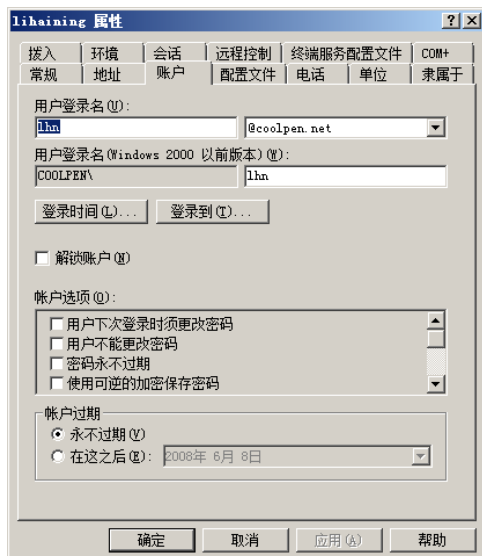 lihaining 属性
拨入 环境 会话 远程控制 终端服务配置文件 COM+
常规 地址 账户 配置文件 电话 单位 隶属于
用户登录名(U):
lhn @coolpen.net
用户登录名(Windows 2000 以前版本)(W):
COOLPEN\ lhn
登录时间(L)... 登录到(T)...
解锁账户(N)
帐户选项(O):
用户下次登录时须更改密码
用户不能更改密码
密码永不过期
使用可逆的加密保存密码
帐户过期
永不过期(V)
在这之后(E): 2008年 6月 8日
确定 取消 应用(A) 帮助